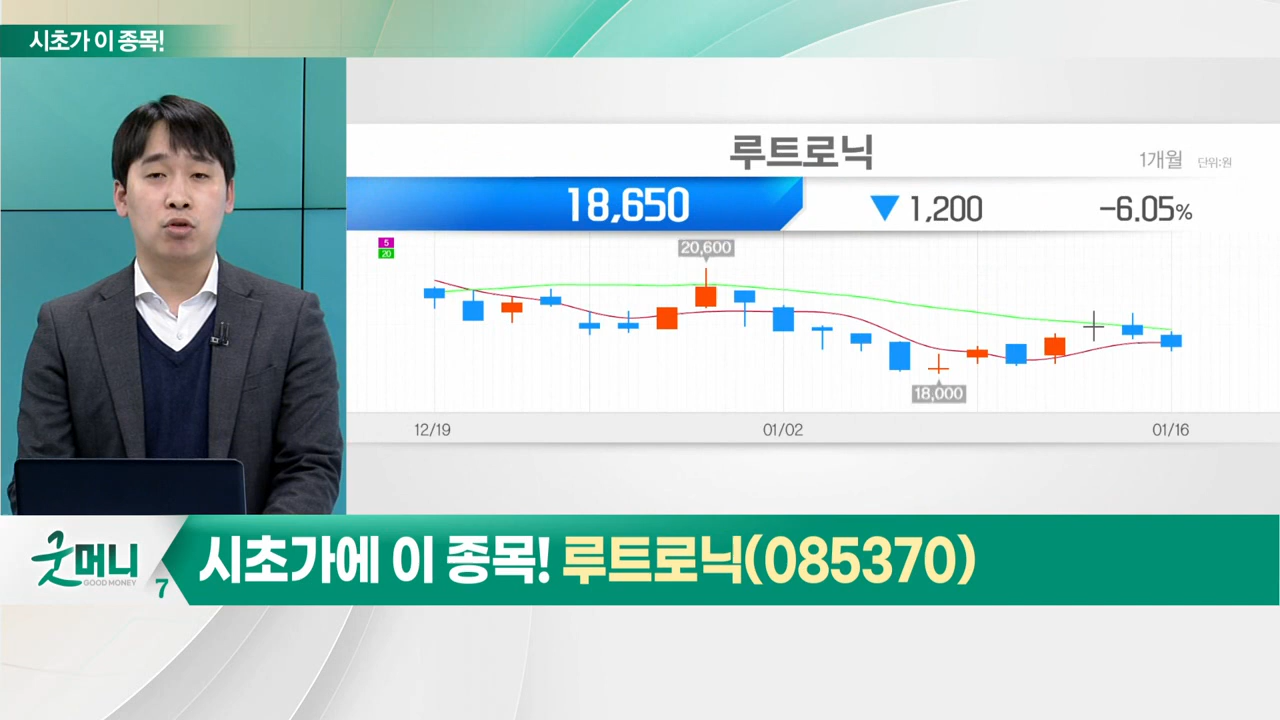 시초가 이 종목!
루트로닉
1개월 단위:원
18,650 ▼ 1,200 -6.05%
5
20
20,600
18,000
12/19 01/02 01/16
굿머니
GOOD MONEY
7
시초가에 이 종목! 루트로닉(085370)